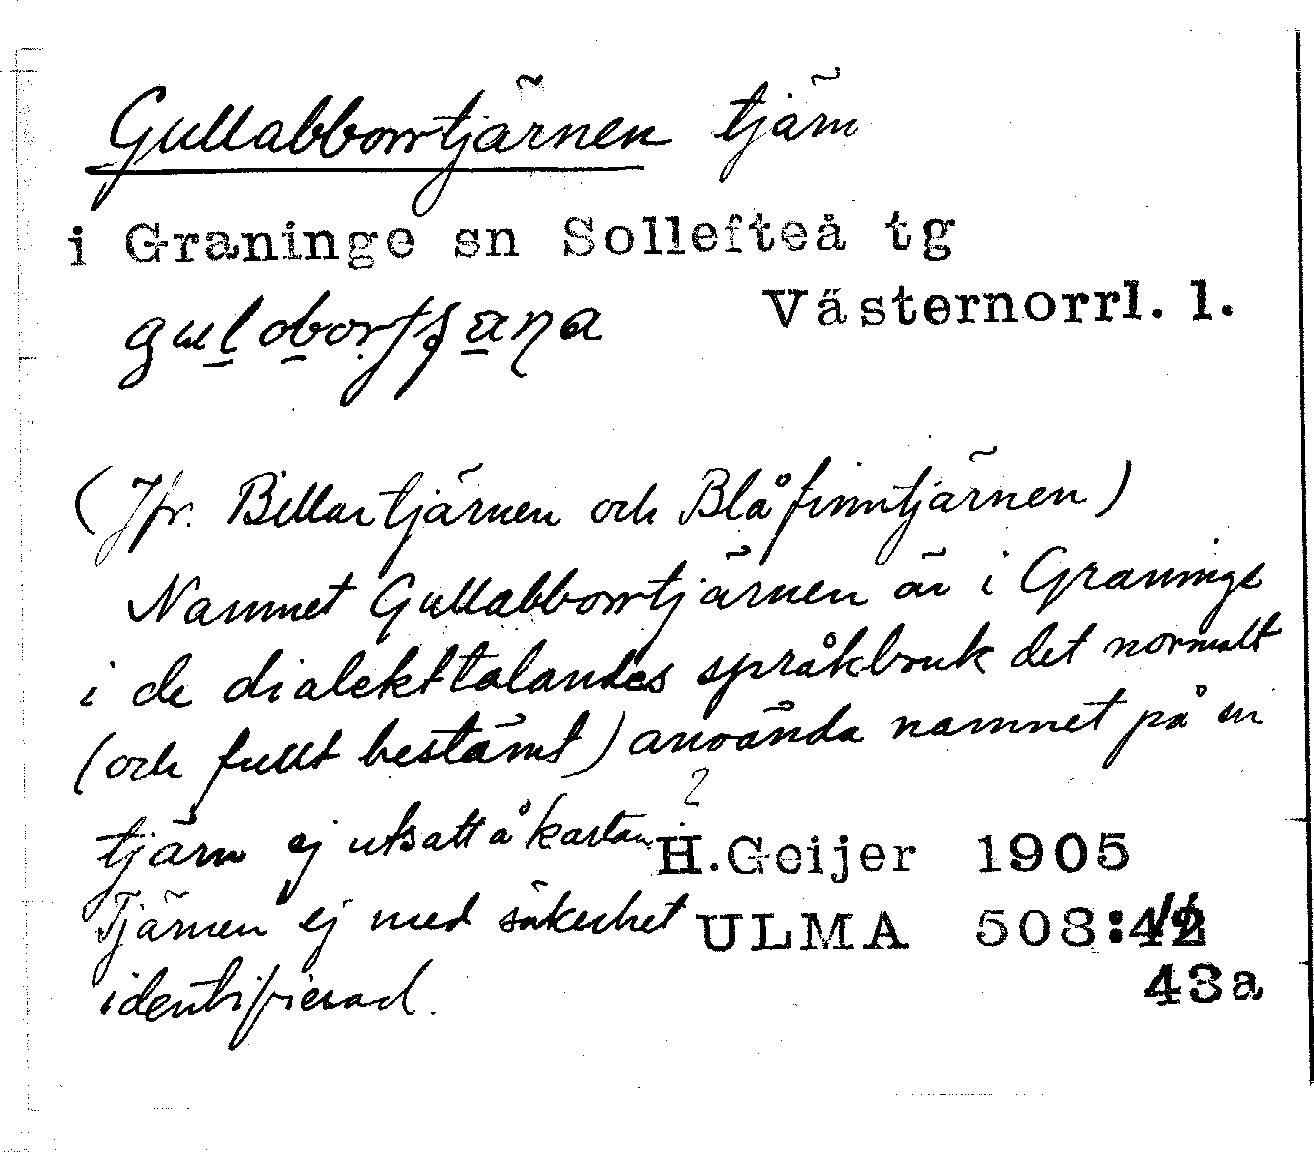 Gullabborrtjärnen tjärn
i Graninge sn Sollefteå tg
Västernorrl. l.
(Jfr. Billartjärnen och Blåfinntjärnen)
Namnet Gullabborrtjärnen är i Graninge
i de dialekttalandes språkbruk det normalt
(och fullt bestämt) använda namnet på en
tjärn ej utsatt å kartan. ?
H. Geijer 1905
Tjärnen ej med säkerhet
ULMA 508:42
identifierad.
43a